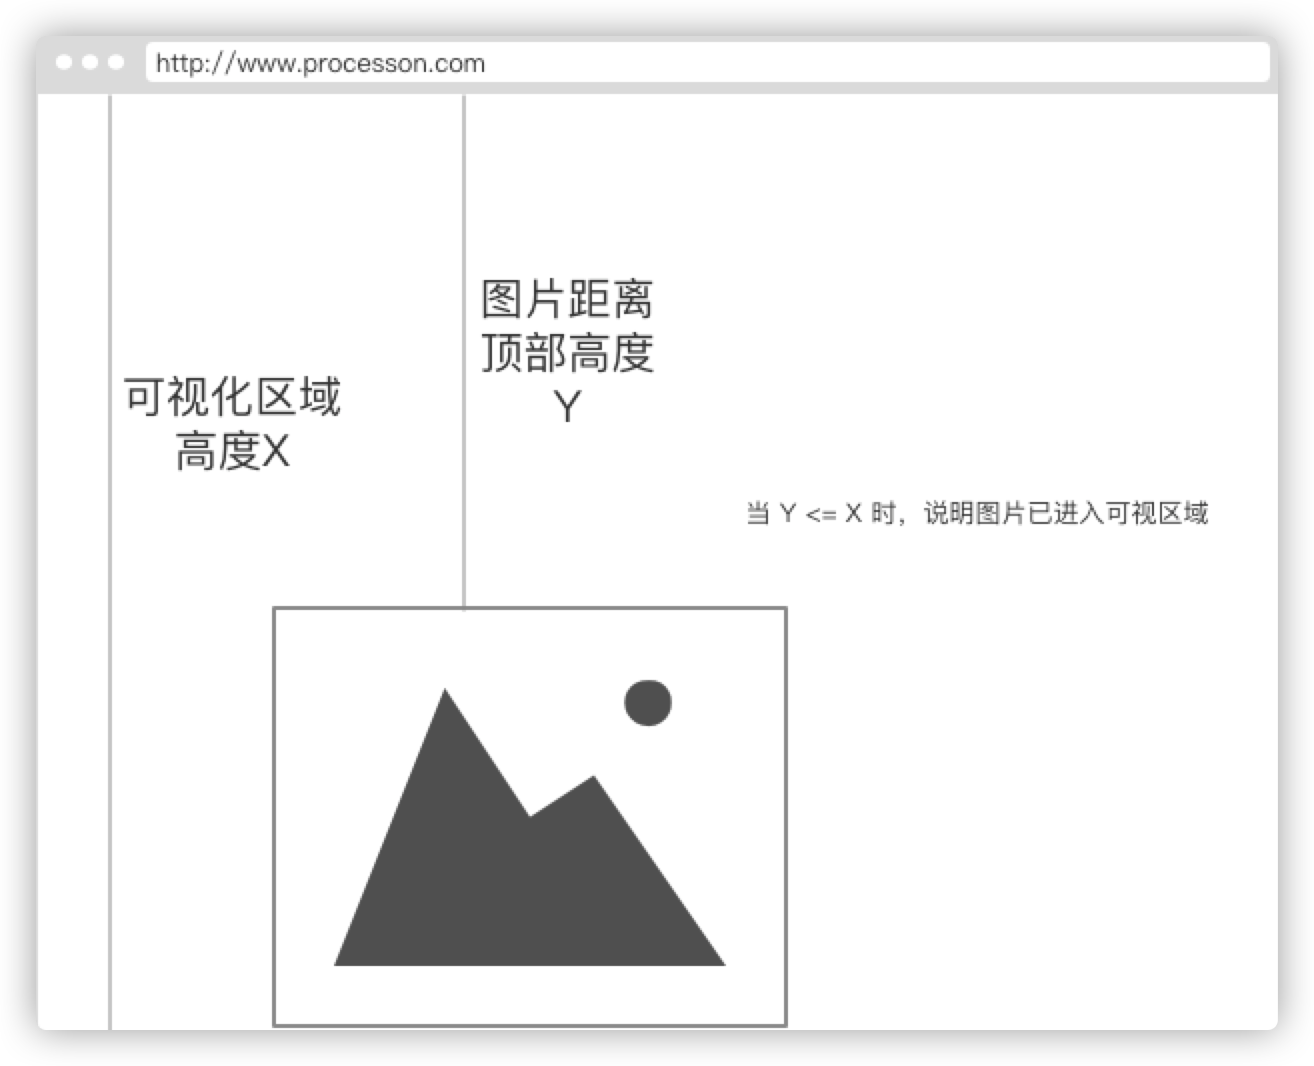 http://www.processon.com
图片距离
顶部高度
Y
可视化区域
高度X
当 Y <= X 时，说明图片已进入可视区域